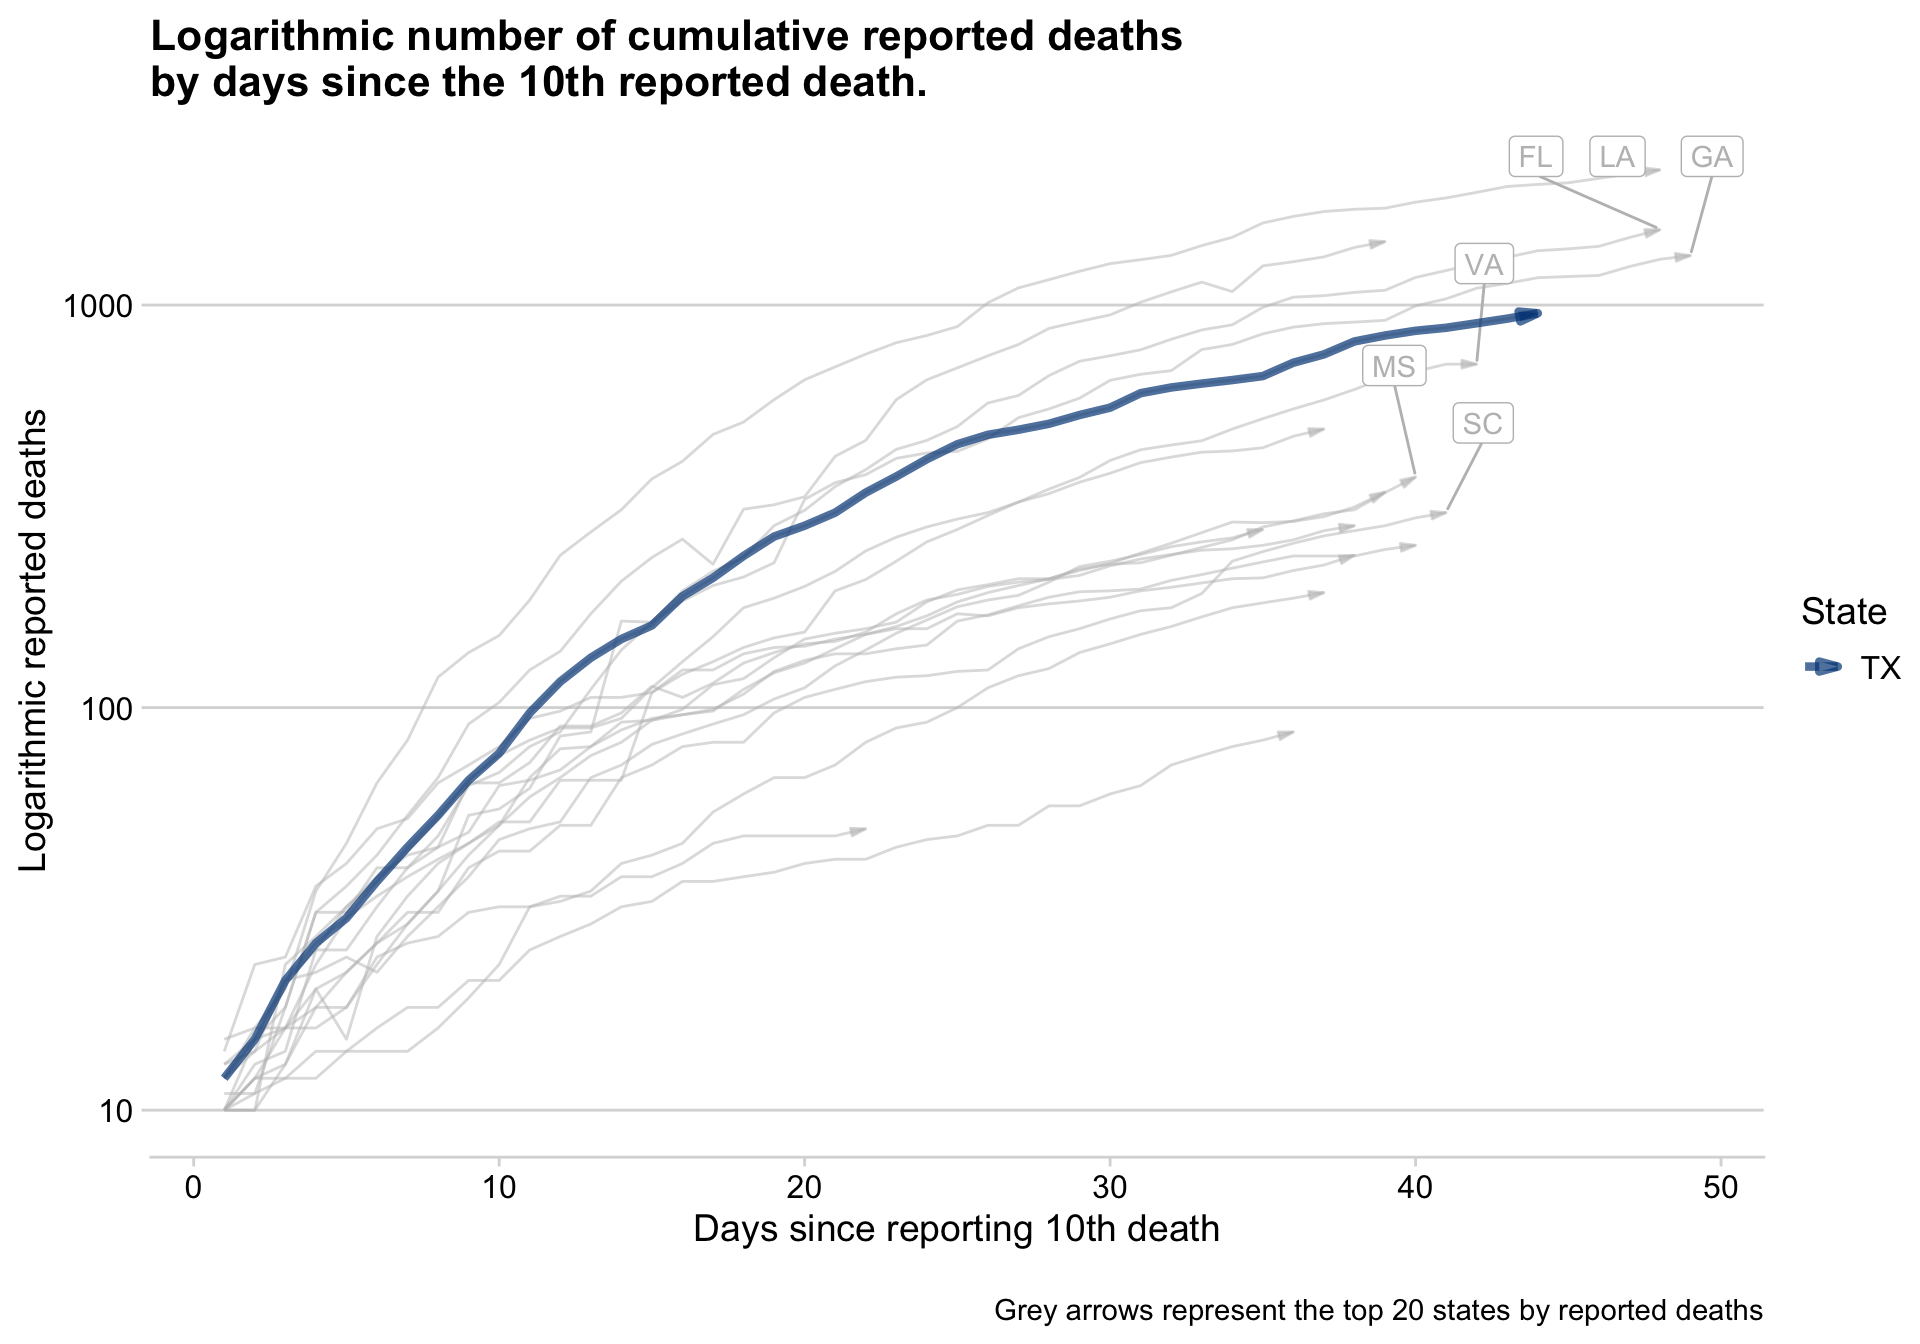 Logarithmic number of cumulative reported deaths
by days since the 10th reported death.
FL LA GA
VA
MS
SC
1000
100
10
Logarithmic reported deaths
State
TX
0 10 20 30 40 50
Days since reporting 10th death
Grey arrows represent the top 20 states by reported deaths